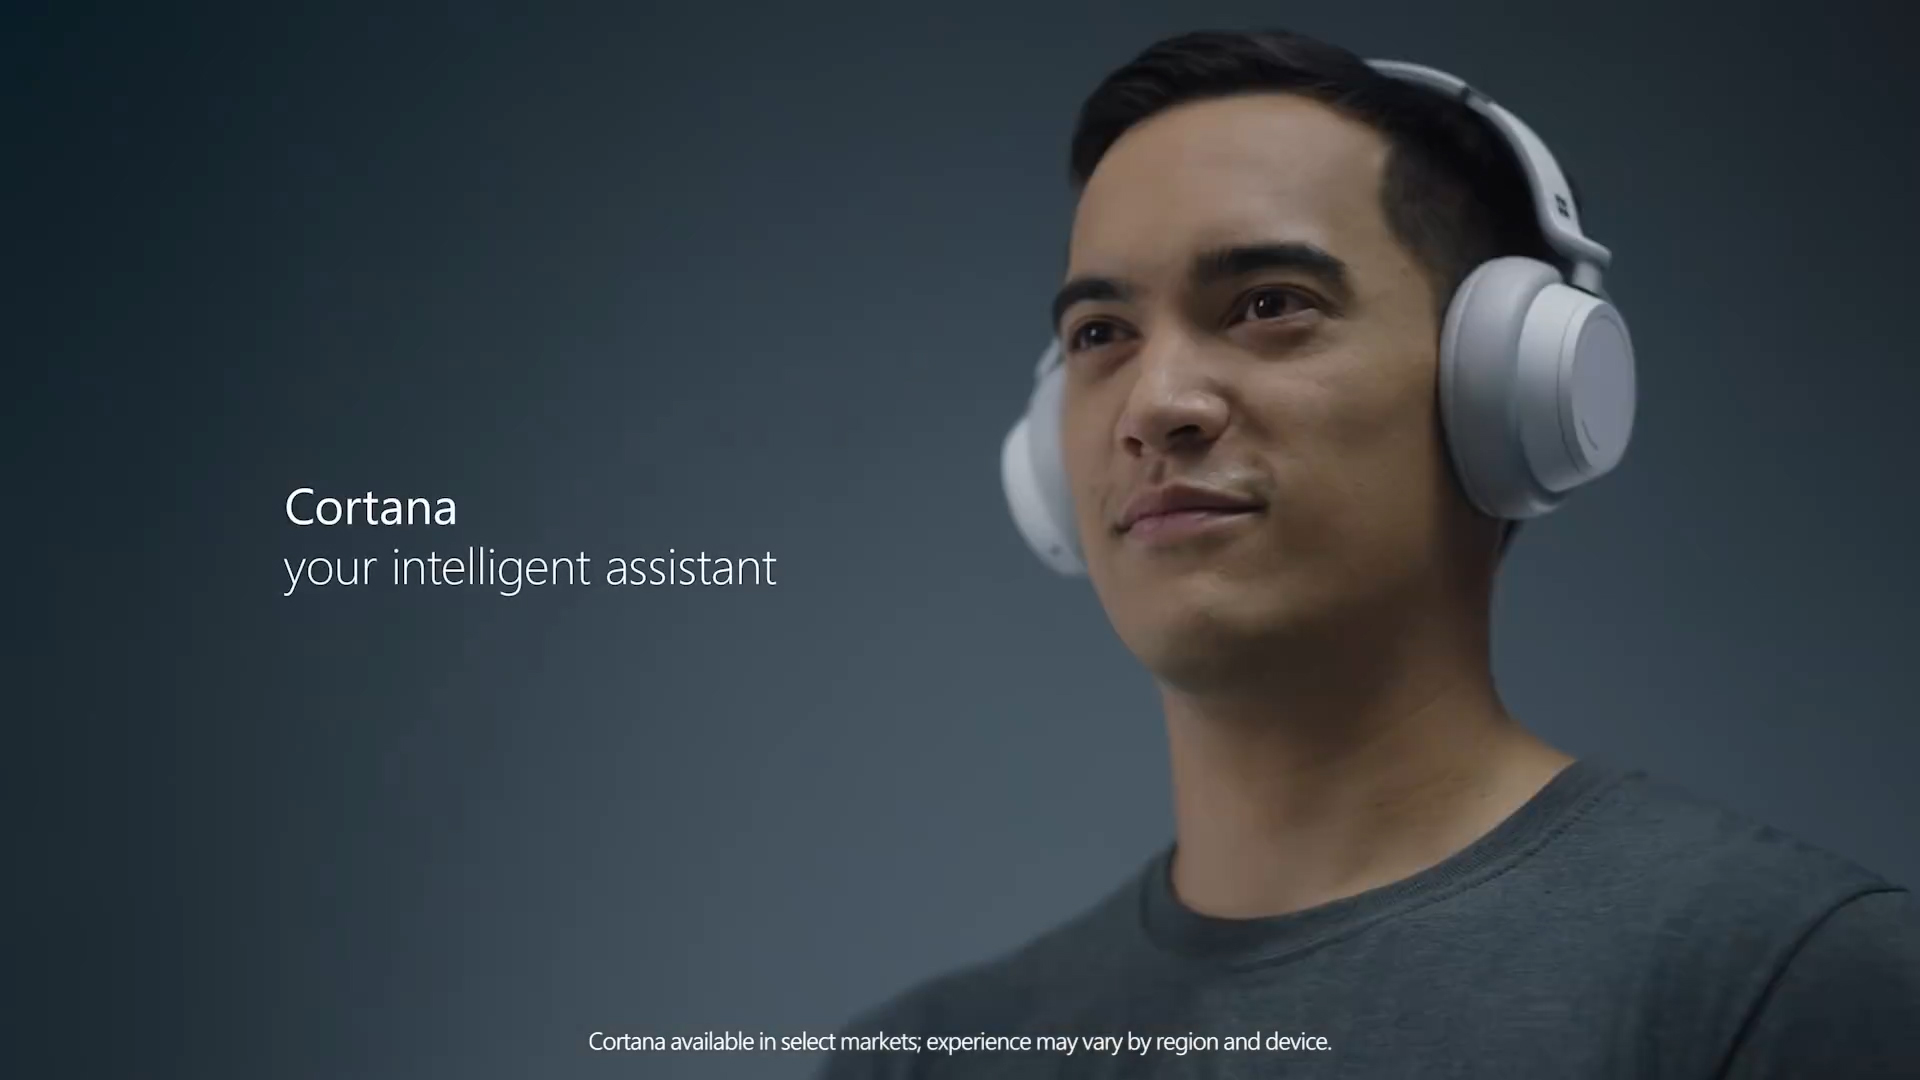 Cortana
your intelligent assistant
Cortana available in select markets; experience may vary by region and device.